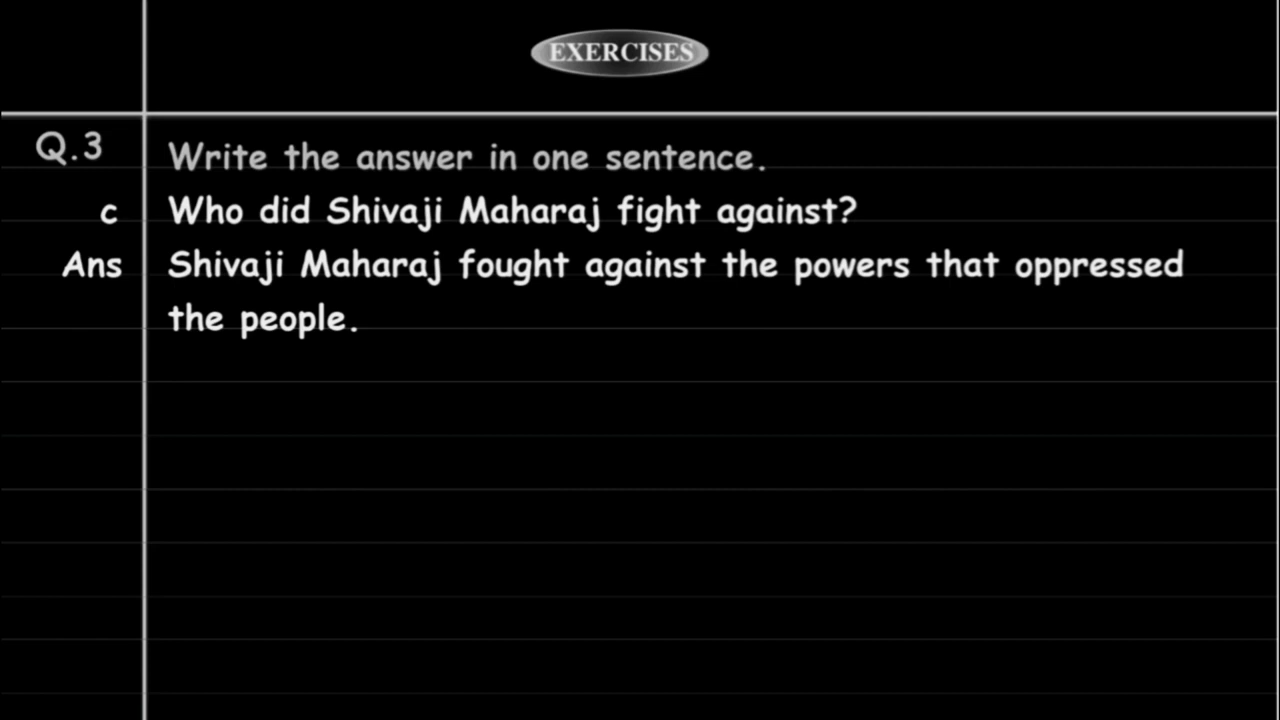 EXERCISES
Q.3 Write the answer in one sentence.
c Who did Shivaji Maharaj fight against?
Ans Shivaji Maharaj fought against the powers that oppressed
the people.